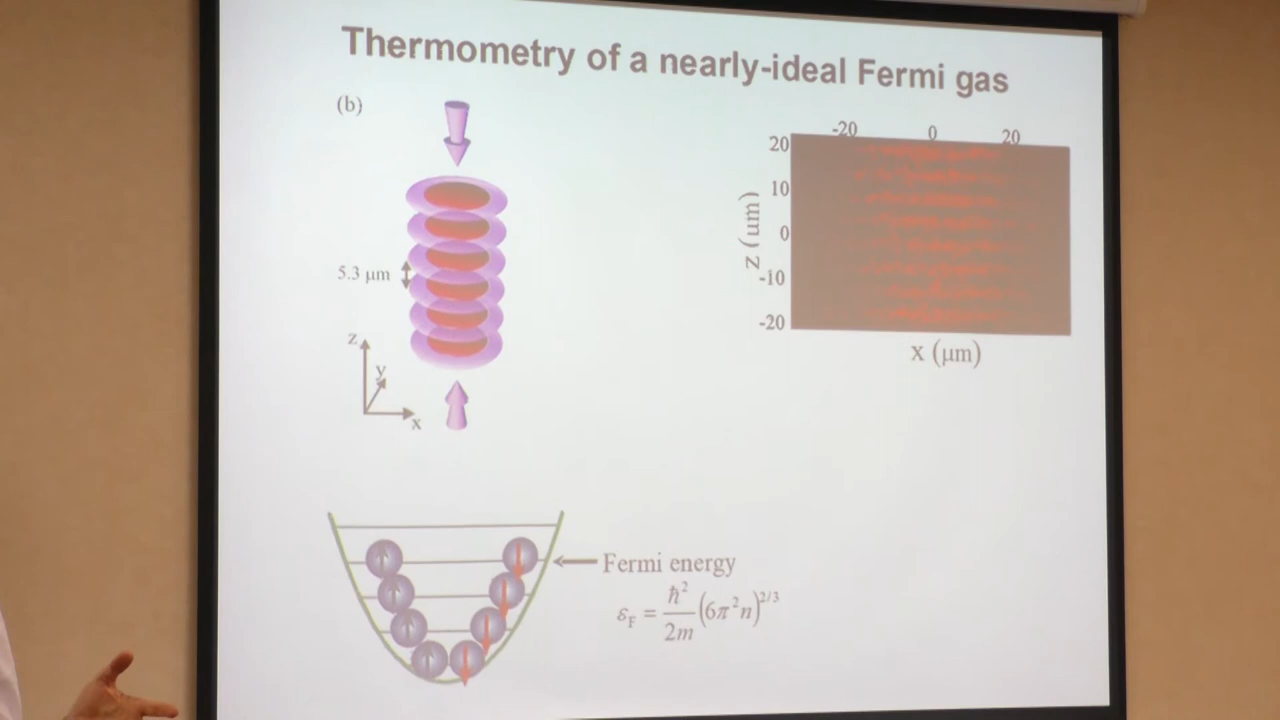 Thermometry of a nearly-ideal Fermi gas
(b)
5.3 μm
z
y
x
-20 0 20
20
10
0
-10
-20
z (um)
x (μm)
Fermi energy
ε_F = ħ²/2m (6π²n)^2/3